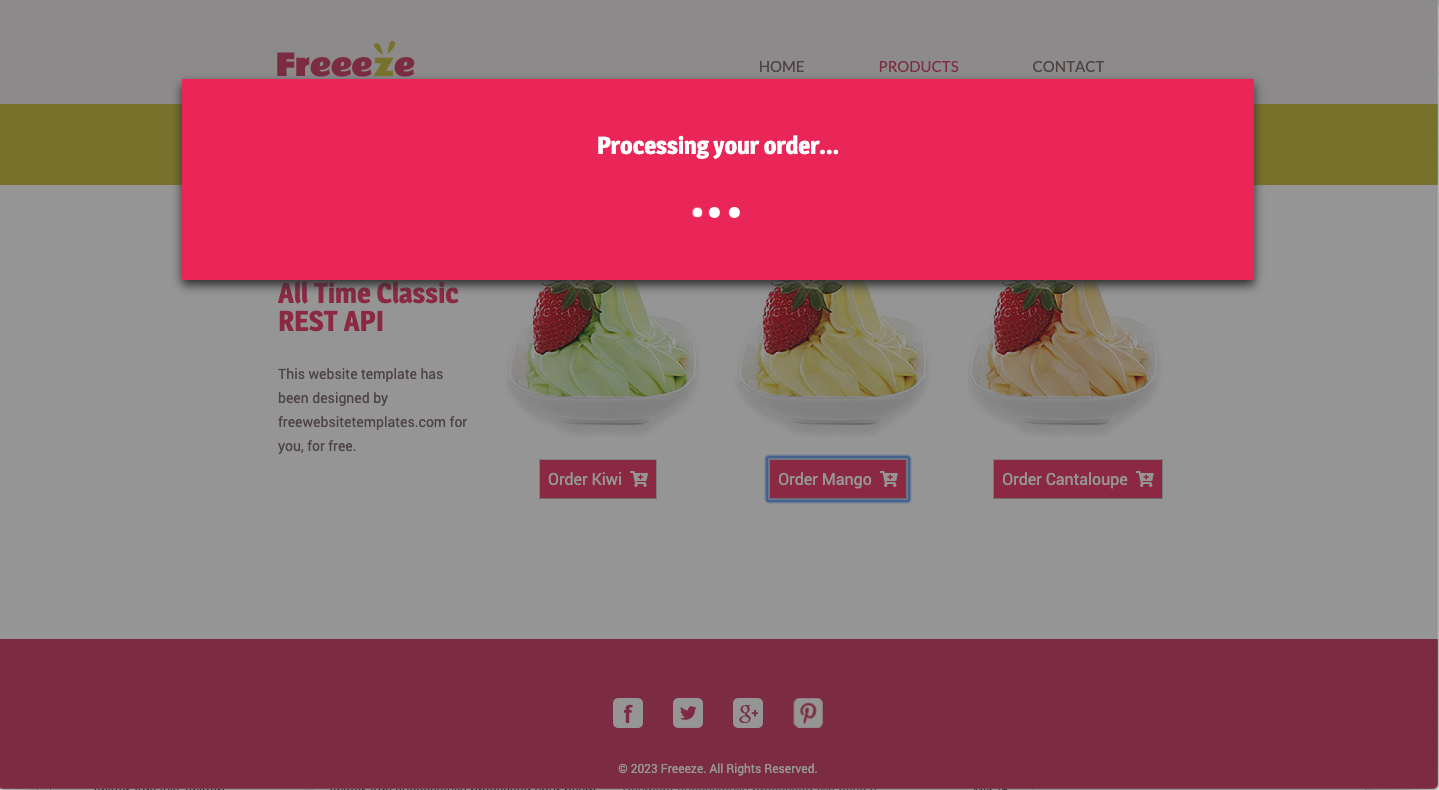 Freeeze
HOME
PRODUCTS
CONTACT
Processing your order...
All Time Classic
REST API
This website template has
been designed by
freewebsitetemplates.com for
you, for free.
Order Kiwi
Order Mango
Order Cantaloupe
© 2023 Freeeze. All Rights Reserved.